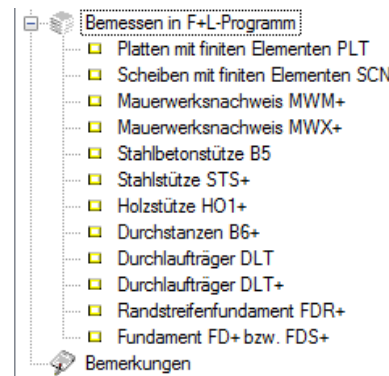 Bemessen in F+L-Programm
Platten mit finiten Elementen PLT
Scheiben mit finiten Elementen SCN
Mauerwerksnachweis MWM+
Mauerwerksnachweis MWX+
Stahlbetonstütze B5
Stahlstütze STS+
Holzstütze HO1+
Durchstanzen B6+
Durchlaufträger DLT
Durchlaufträger DLT+
Randstreifenfundament FDR+
Fundament FD+ bzw. FDS+
Bemerkungen